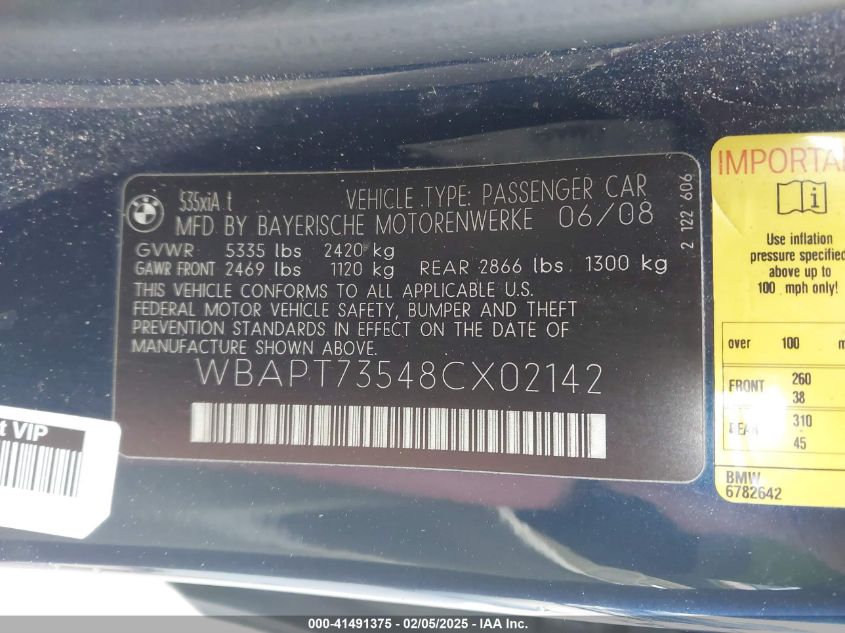 BMW
535xiA t VEHICLE TYPE: PASSENGER CAR
MFD BY BAYERISCHE MOTORENWERKE 06/08
GVWR 5335 lbs 2420 kg
GAWR FRONT 2469 lbs 1120 kg REAR 2866 lbs 1300 kg
THIS VEHICLE CONFORMS TO ALL APPLICABLE U.S.
FEDERAL MOTOR VEHICLE SAFETY, BUMPER AND THEFT
PREVENTION STANDARDS IN EFFECT ON THE DATE OF
MANUFACTURE SHOWN ABOVE.
WBAPT73548CX02142
2 122 606
t VIP
IMPORTA
Use inflation
pressure specified
above up to
100 mph only!
over 100 m
FRONT 260
38
REAR 310
45
BMW
6782642
000-41491375 — 02/05/2025 — IAAI.com